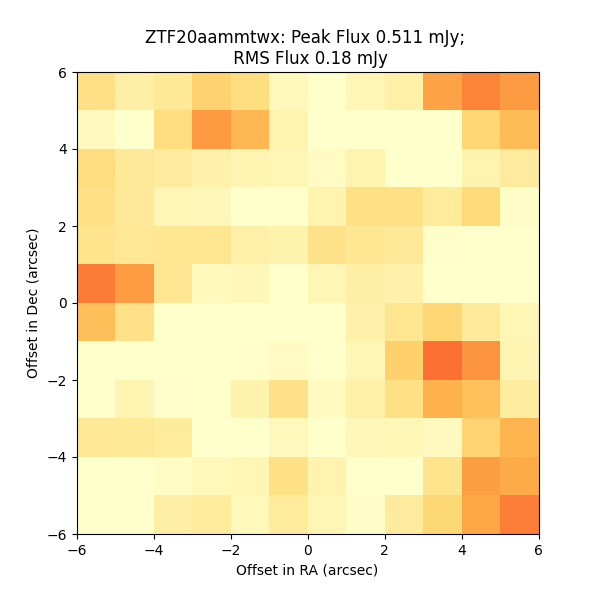 ZTF20aammtwx: Peak Flux 0.511 mJy;
RMS Flux 0.18 mJy
6
4
2
0
−2
−4
−6
Offset in Dec (arcsec)
−6 −4 −2 0 2 4 6
Offset in RA (arcsec)